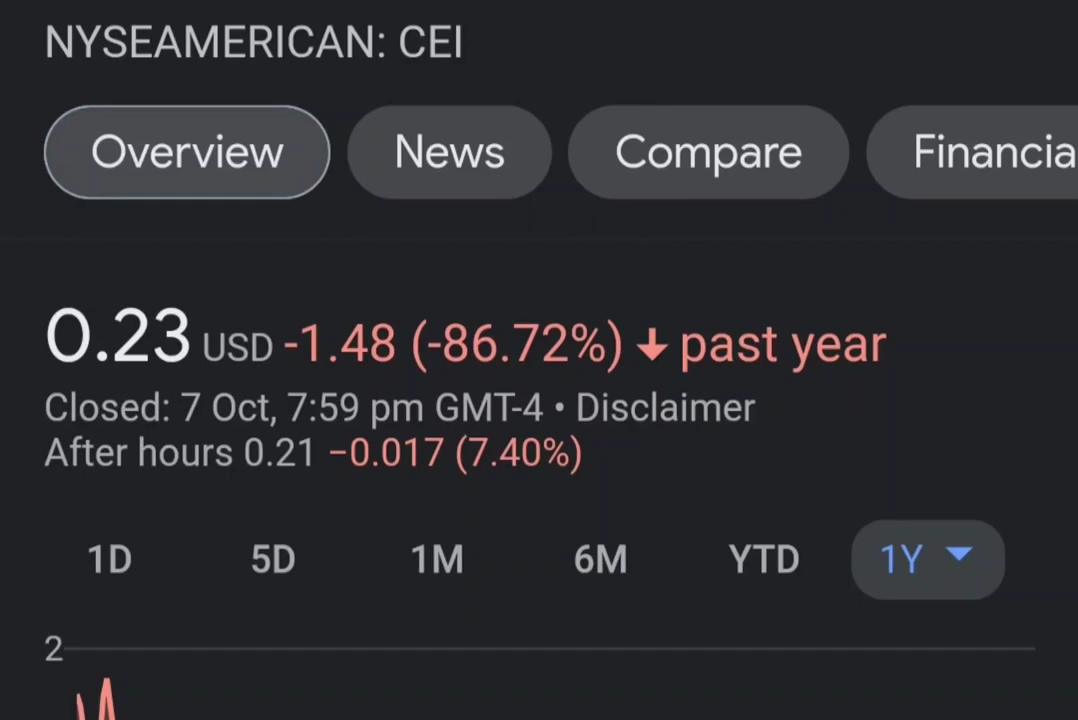 NYSEAMERICAN: CEI
Overview News Compare Financia
0.23 USD -1.48 (-86.72%) ↓ past year
Closed: 7 Oct, 7:59 pm GMT-4 • Disclaimer
After hours 0.21 −0.017 (7.40%)
1D 5D 1M 6M YTD 1Y
2